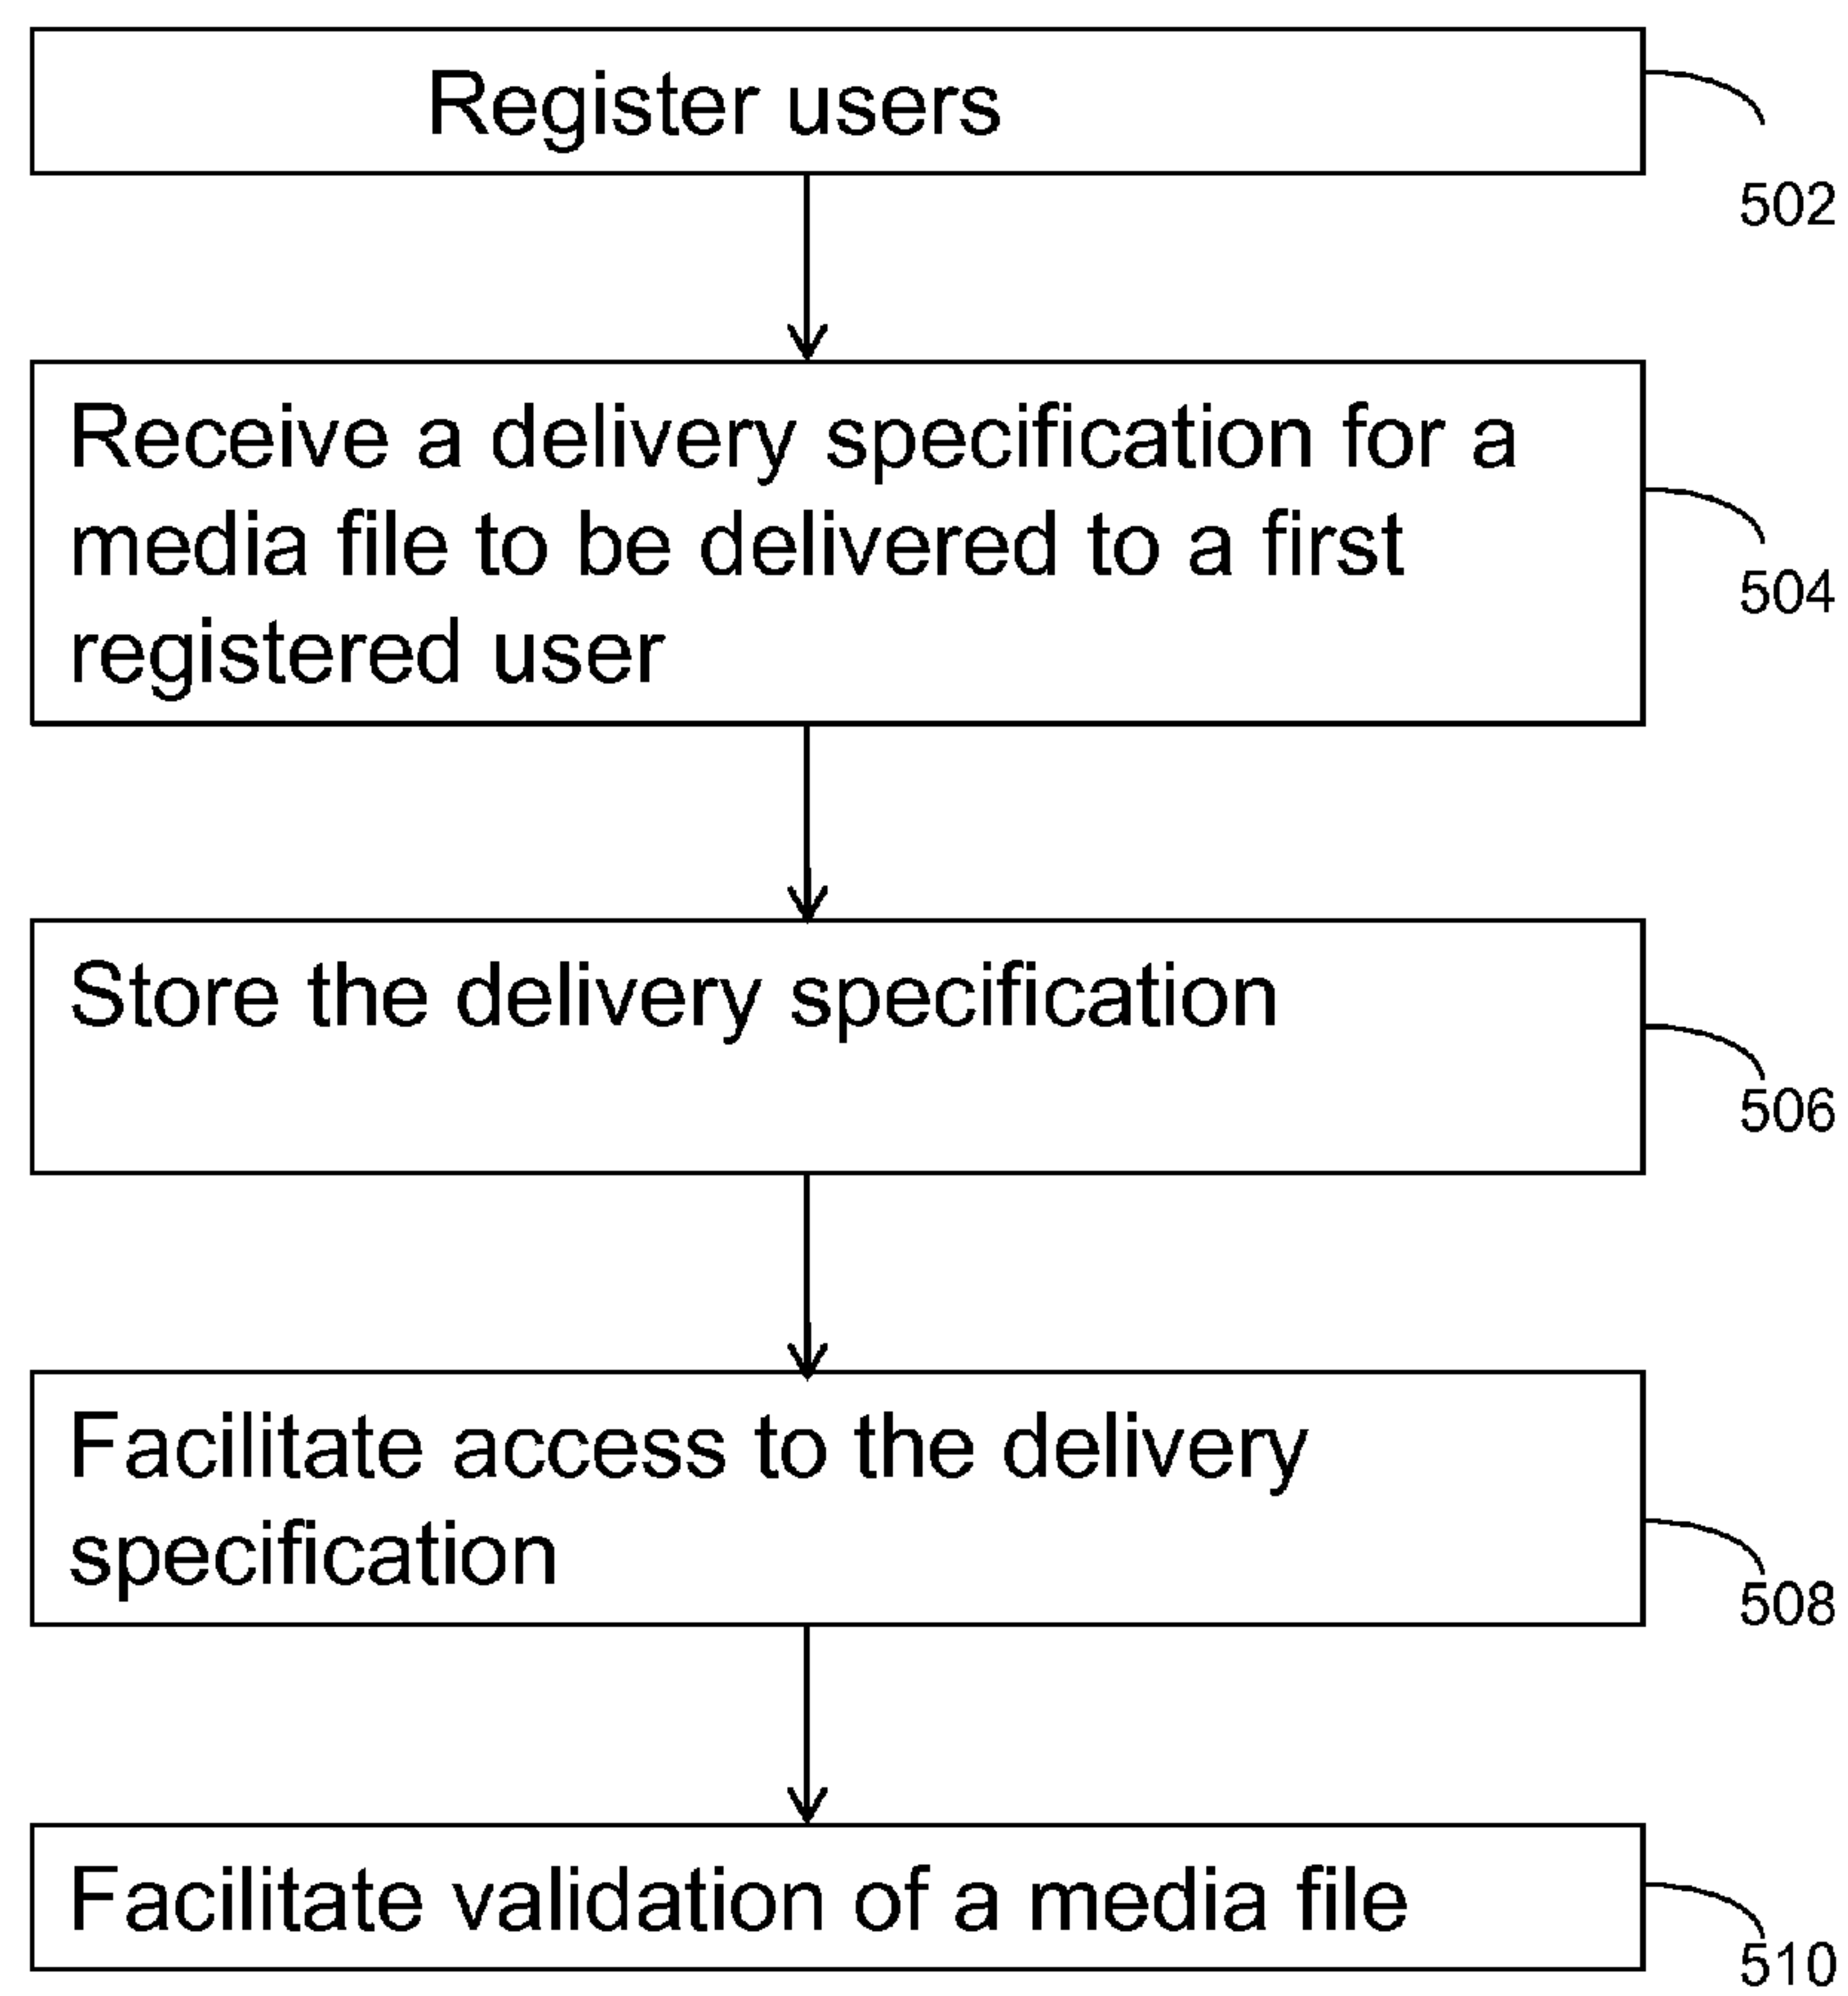 Register users
502
Receive a delivery specification for a
media file to be delivered to a first
registered user
504
Store the delivery specification
506
Facilitate access to the delivery
specification
508
Facilitate validation of a media file
510